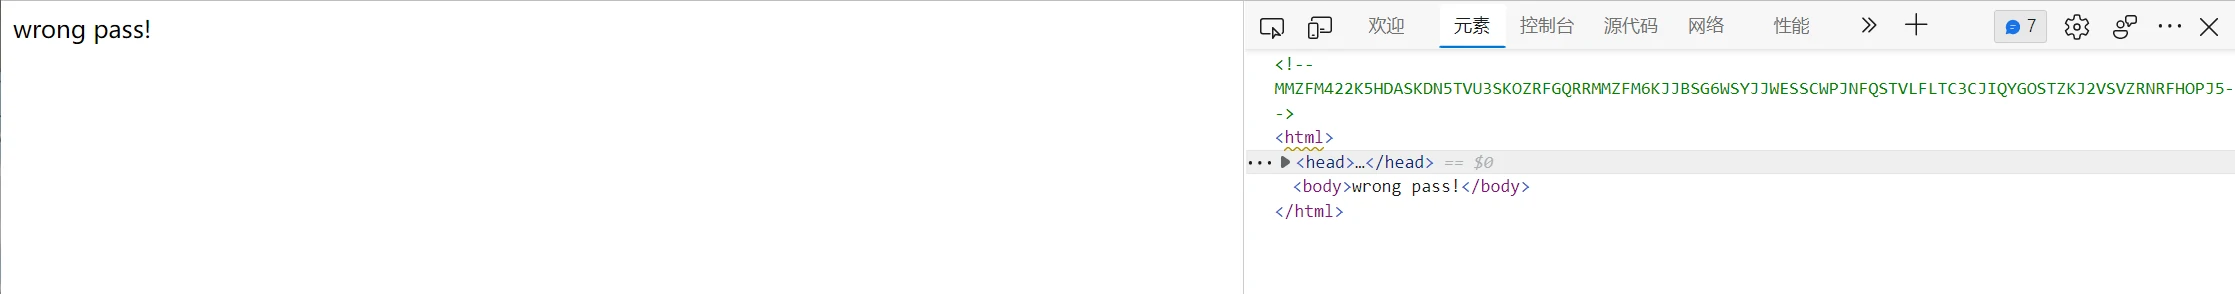 wrong pass!
欢迎 元素 控制台 源代码 网络 性能 7
<!--
MMZFM422K5HDASKDN5TVU3SKOZRFGQRRMMZFM6KJJBSG6WSYJJWESSCWPJNFQSTVLFLTC3CJIQYGOSTZKJ2VSVZRNRFHOPJ5-
->
<html>
<head>…</head> == $0
<body>wrong pass!</body>
</html>